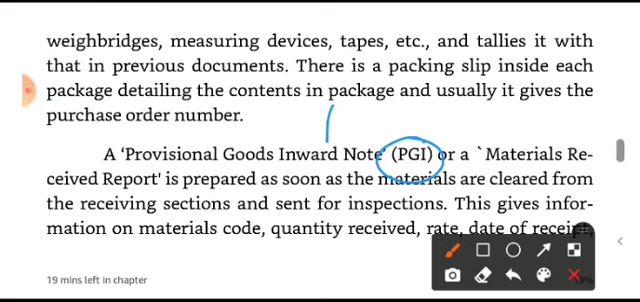 weighbridges, measuring devices, tapes, etc., and tallies it with
that in previous documents. There is a packing slip inside each
package detailing the contents in package and usually it gives the
purchase order number.
A ‘Provisional Goods Inward Note’ (PGI) or a `Materials Re-
ceived Report' is prepared as soon as the materials are cleared from
the receiving sections and sent for inspections. This gives infor-
mation on materials code, quantity received, rate, date of receipt,
19 mins left in chapter